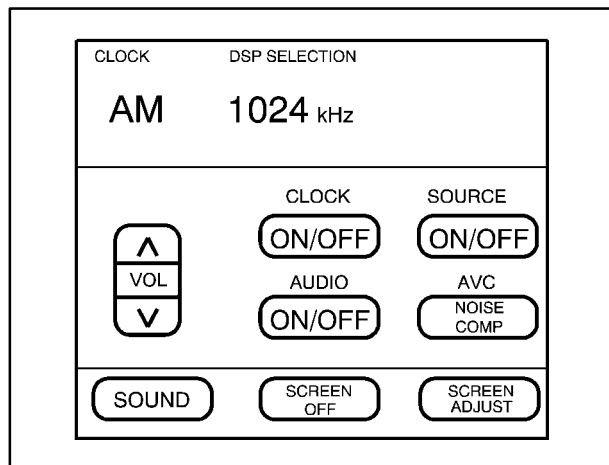 CLOCK DSP SELECTION
AM 1024 kHz
CLOCK SOURCE
ON/OFF ON/OFF
VOL
AUDIO AVC
ON/OFF NOISE COMP
SOUND SCREEN OFF SCREEN ADJUST